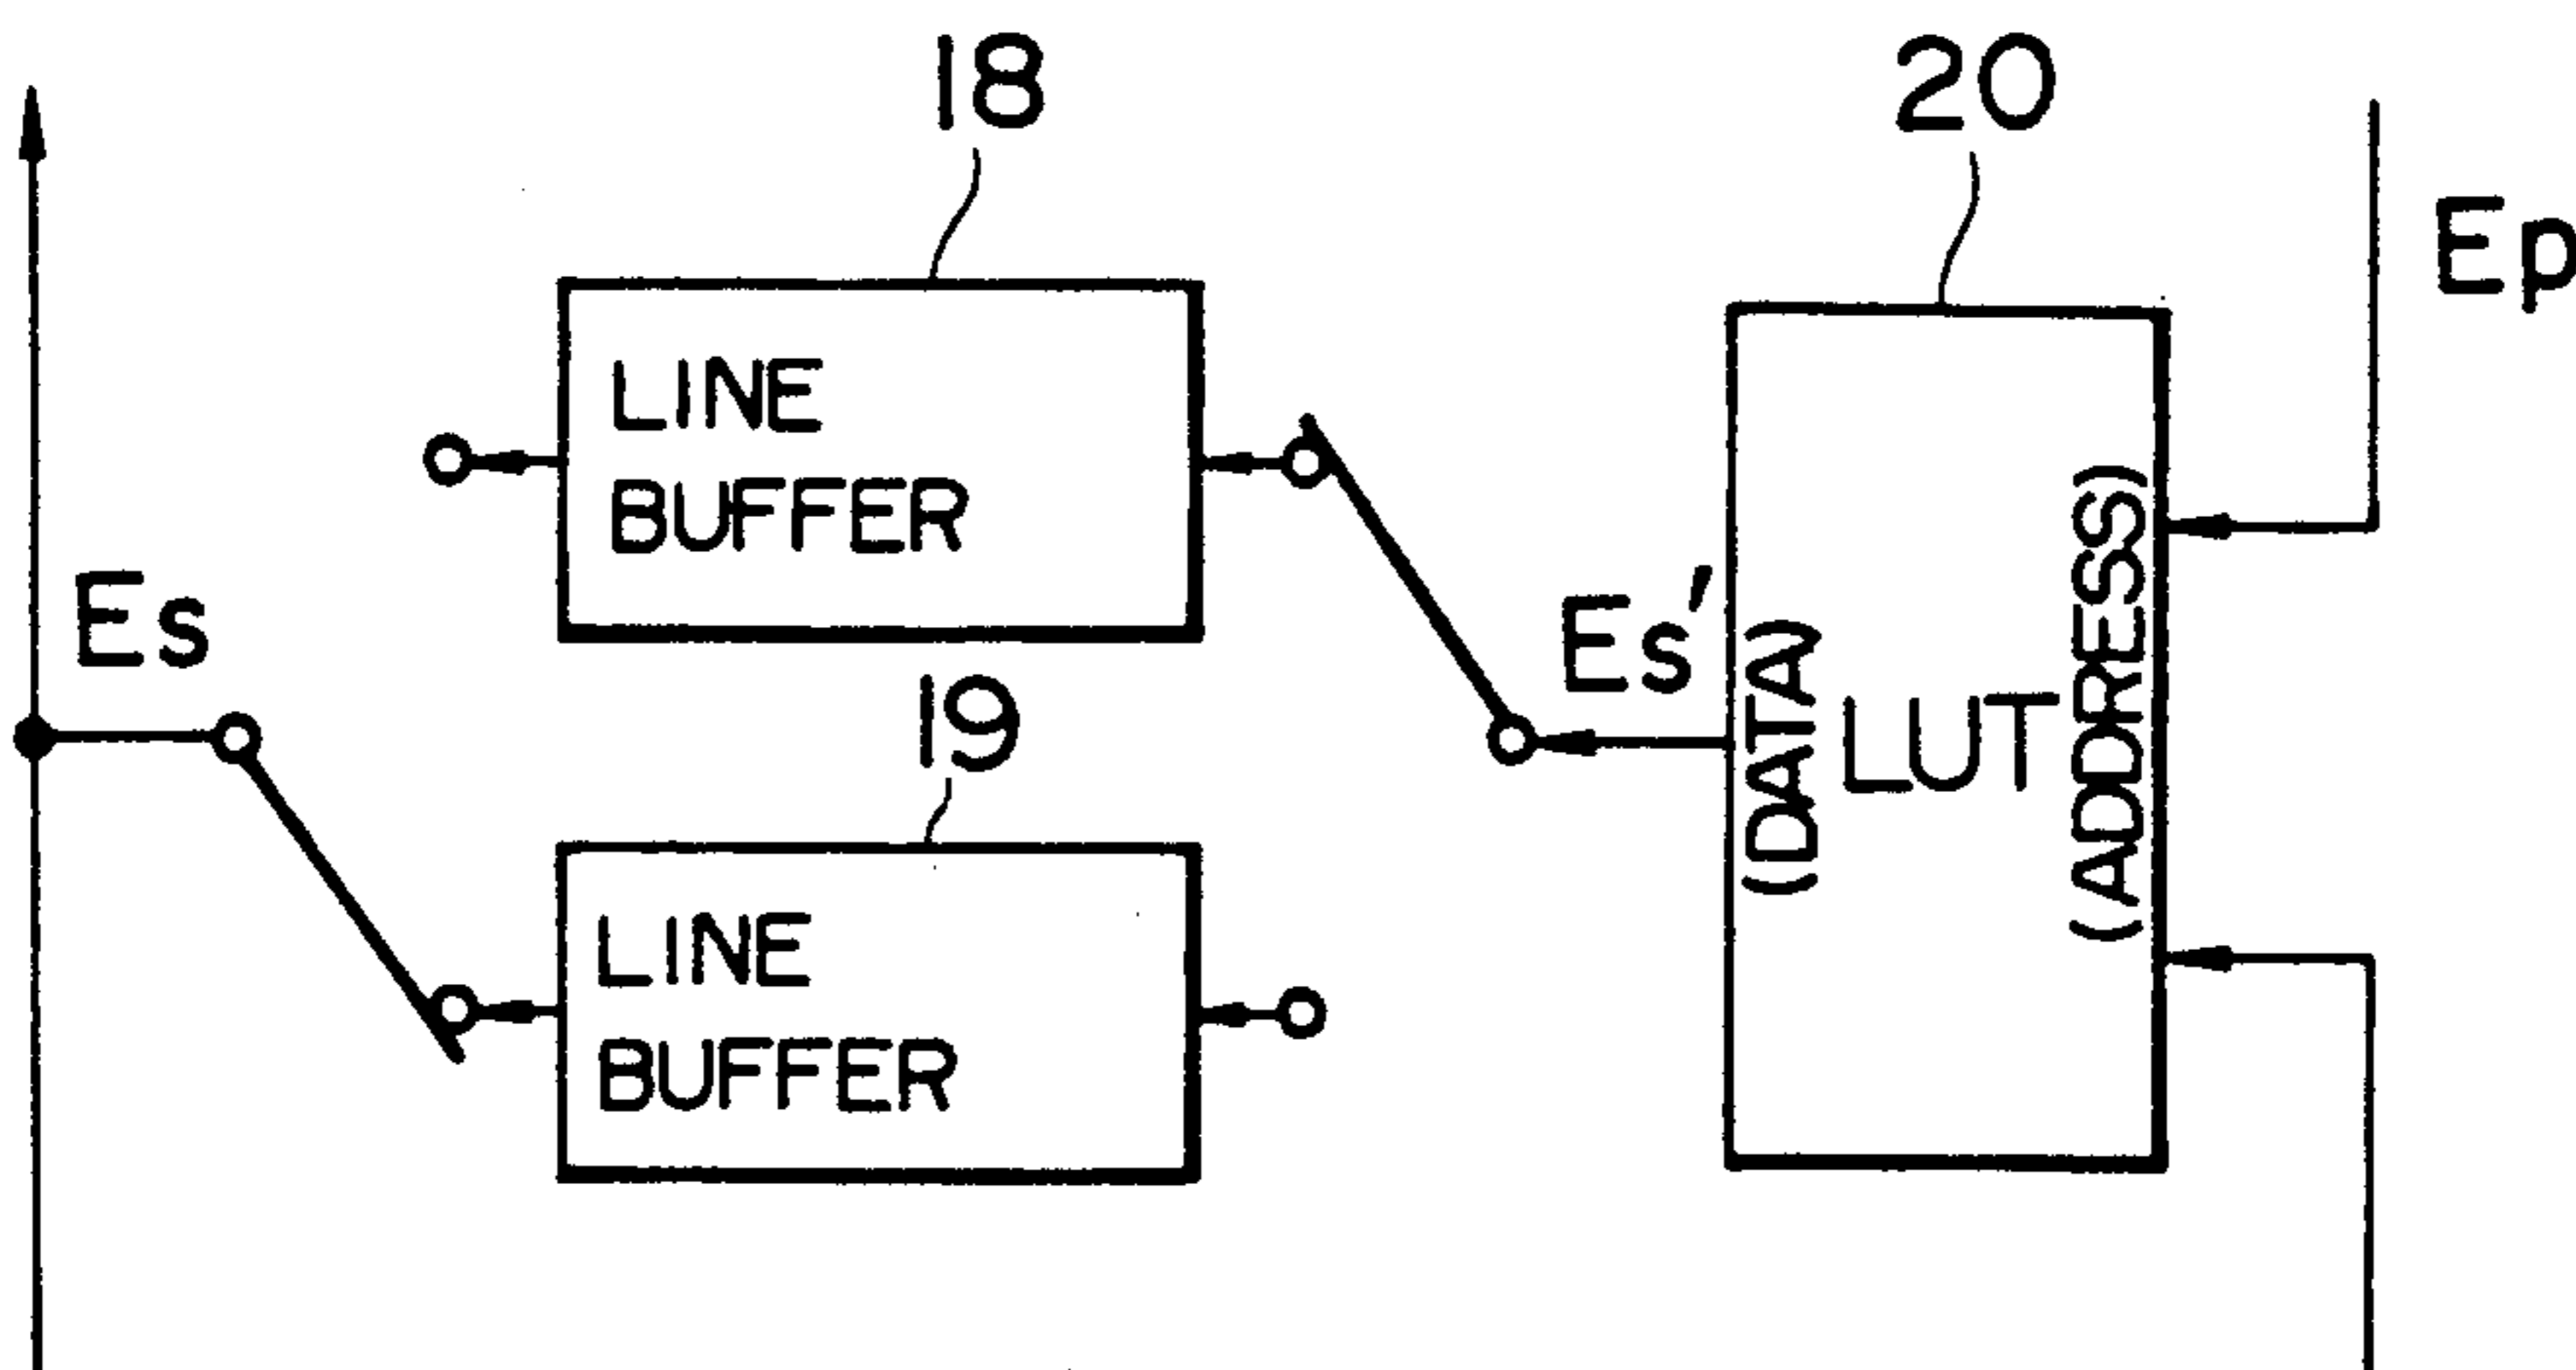 18
20
Ep
LINE
BUFFER
Es
Es'
(DATA)
LUT
(ADDRESS)
19
LINE
BUFFER